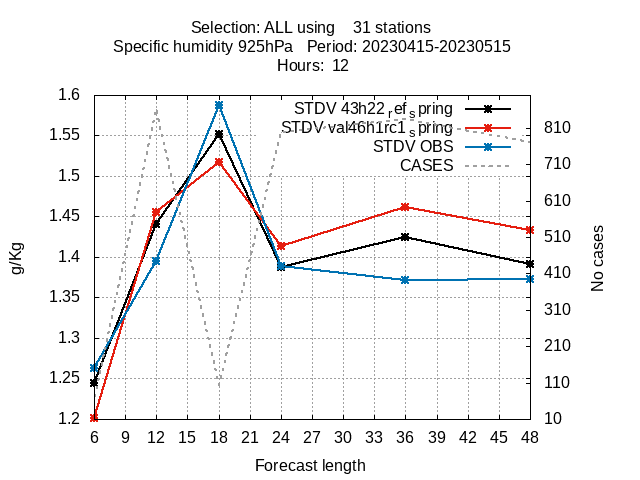 Selection: ALL using    31 stations
Specific humidity 925hPa   Period: 20230415-20230515
Hours:  12
STDV 43h22ref_spring
STDV val46h1rc1spring
STDV OBS
CASES
1.6
1.55
1.5
1.45
1.4
1.35
1.3
1.25
1.2
g/Kg
810
710
610
510
410
310
210
110
10
No cases
6 9 12 15 18 21 24 27 30 33 36 39 42 45 48
Forecast length